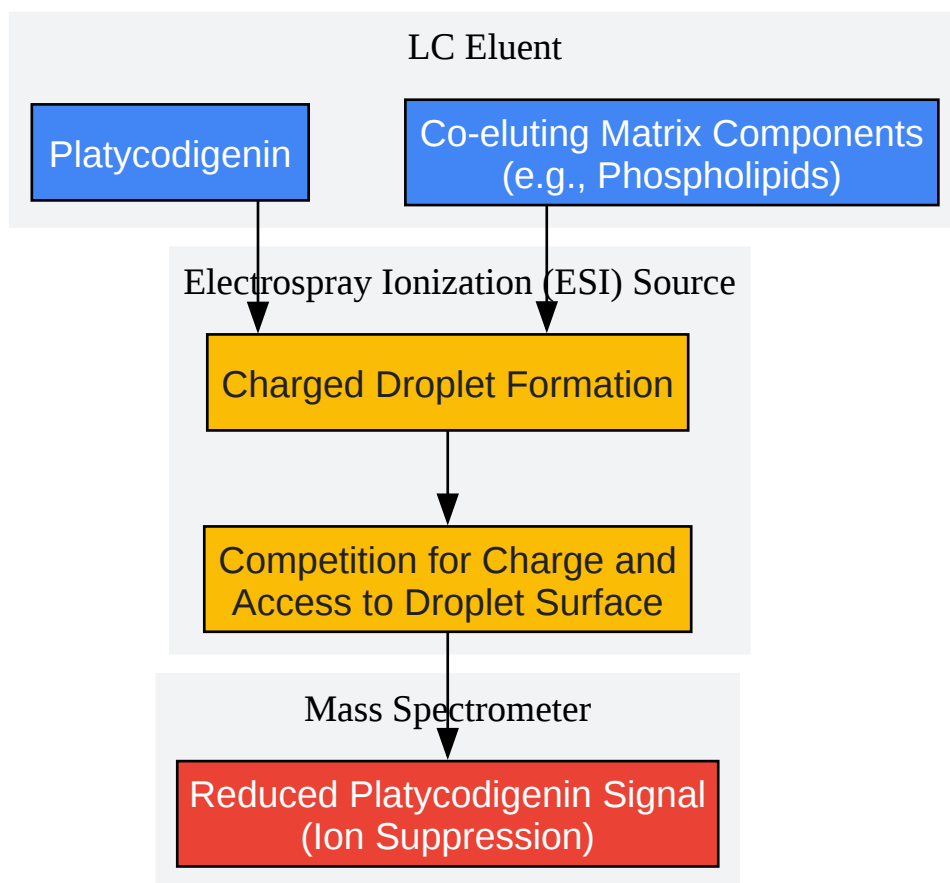 LC Eluent
Platycodigenin
Co-eluting Matrix Components
(e.g., Phospholipids)
Electrospray Ionization (ESI) Source
Charged Droplet Formation
Competition for Charge and
Access to Droplet Surface
Mass Spectrometer
Reduced Platycodigenin Signal
(Ion Suppression)